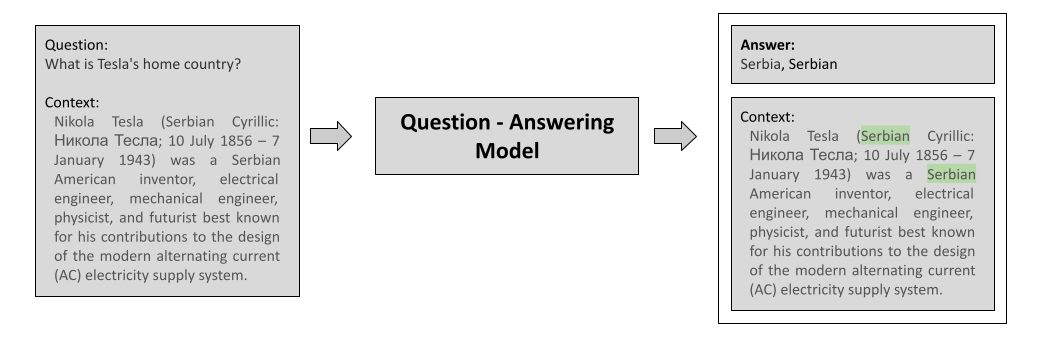 Question:
What is Tesla's home country?
Context:
Nikola Tesla (Serbian Cyrillic:
Никола Тесла; 10 July 1856 – 7
January 1943) was a Serbian
American inventor, electrical
engineer, mechanical engineer,
physicist, and futurist best known
for his contributions to the design
of the modern alternating current
(AC) electricity supply system.
Question - Answering
Model
Answer:
Serbia, Serbian
Context:
Nikola Tesla (Serbian Cyrillic:
Никола Тесла; 10 July 1856 – 7
January 1943) was a Serbian
American inventor, electrical
engineer, mechanical engineer,
physicist, and futurist best known
for his contributions to the design
of the modern alternating current
(AC) electricity supply system.